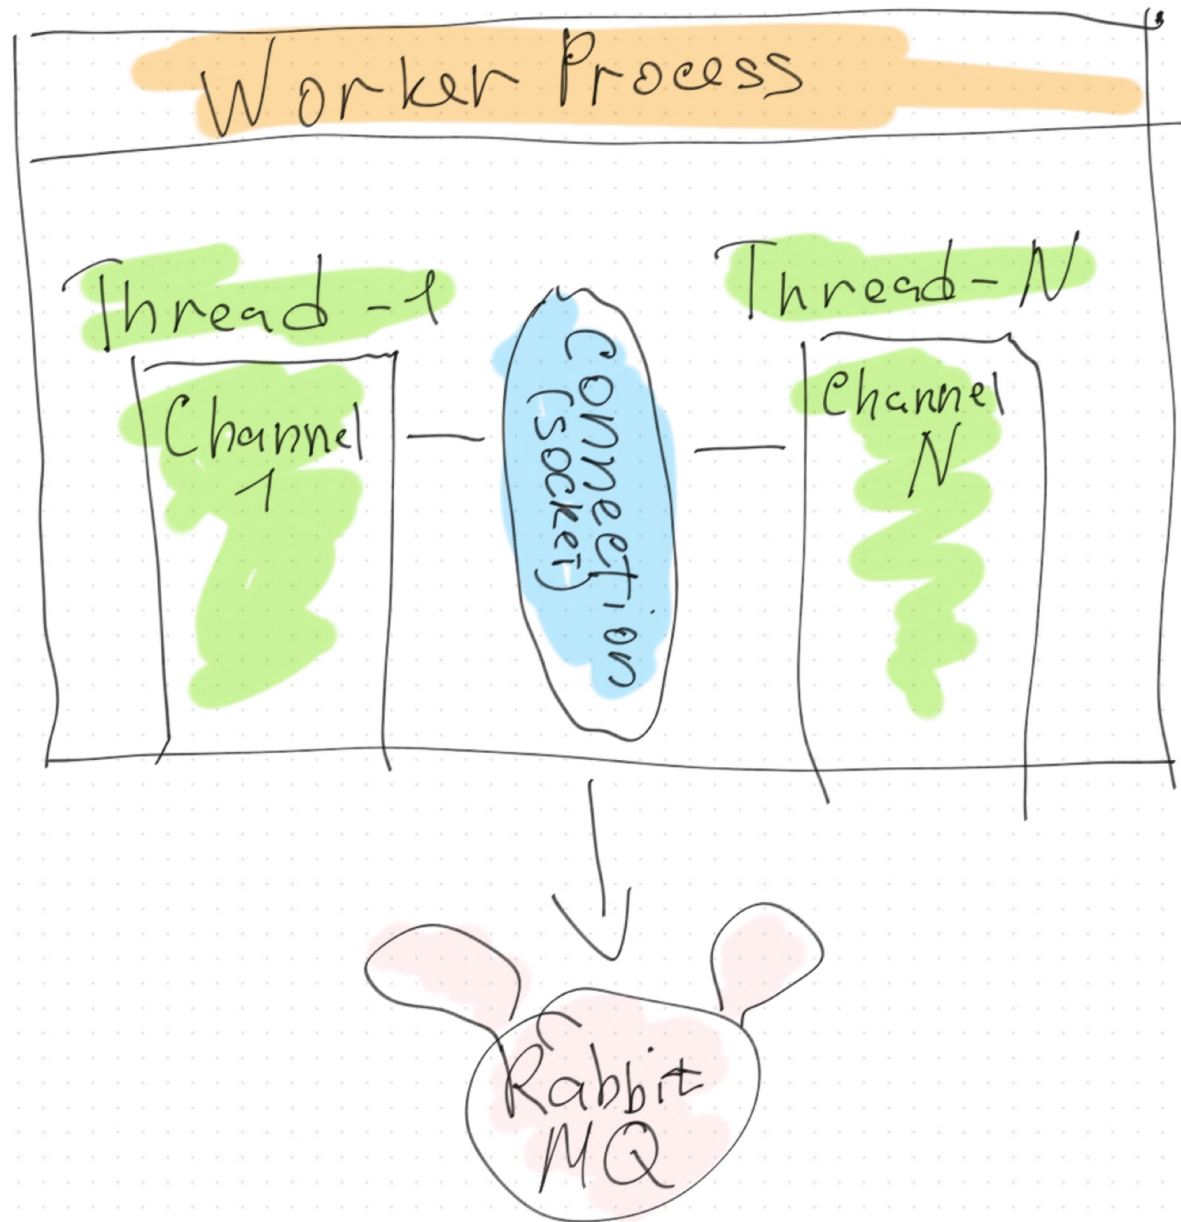 Worker Process
Thread-1
Channel
1
Connection
(socket)
Thread-N
Channel
N
Rabbit
MQ